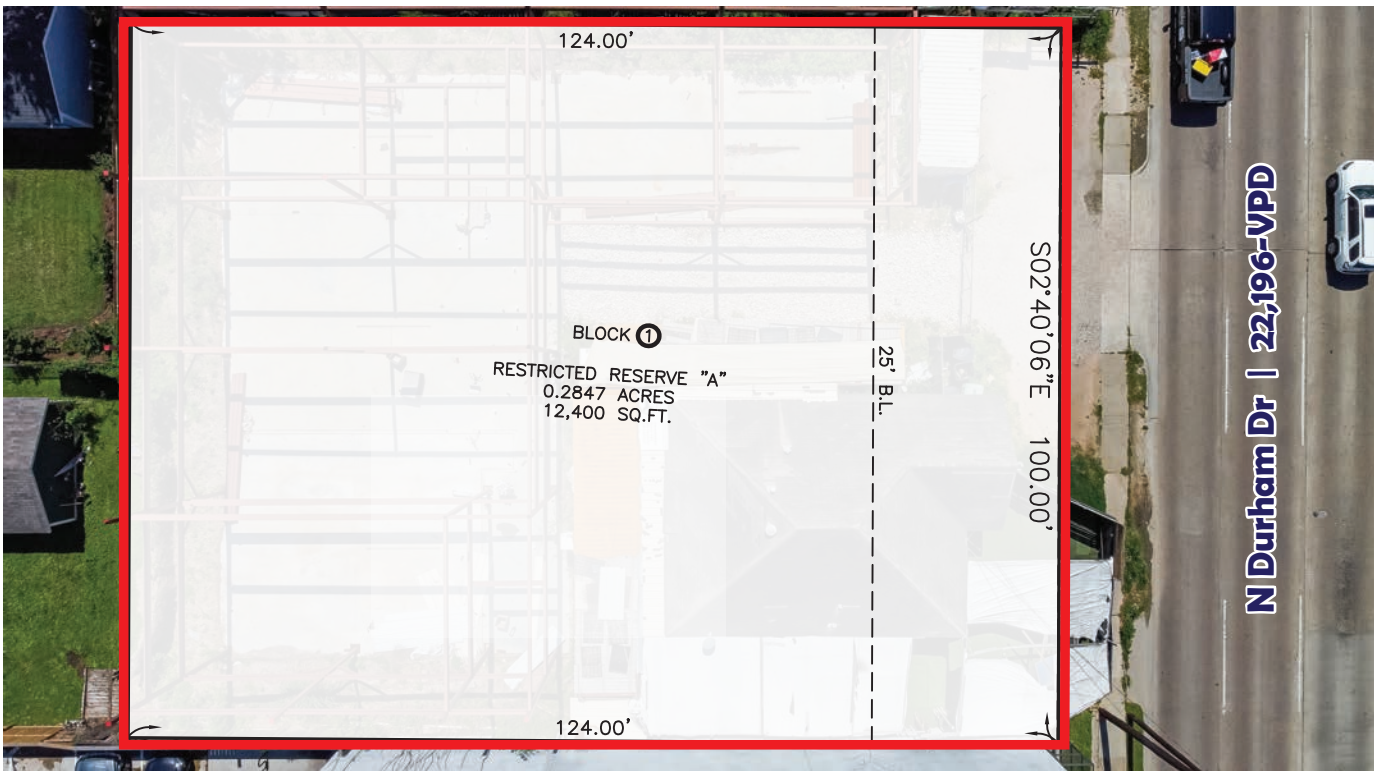 124.00'
BLOCK 1
RESTRICTED RESERVE "A"
0.2847 ACRES
12,400 SQ.FT.
25' B.L.
S02°40'06"E 100.00'
N Durham Dr | 22,196-VPD
124.00'